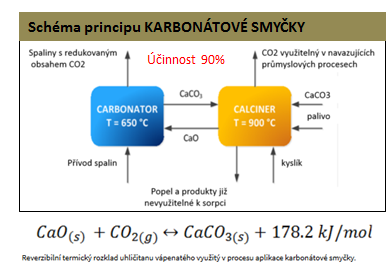 Schéma principu KARBONÁTOVÉ SMYČKY
Spaliny s redukovaným
obsahem CO2
Účinnost 90%
CO2 využitelný v navazujících
průmyslových procesech
CARBONATOR
T = 650 °C
CaCO₃
CaO
CALCINER
T = 900 °C
CaCO3
palivo
Přívod spalin
kyslík
Popel a produkty již
nevyužitelné k sorpci
CaO(s) + CO2(g) ↔ CaCO3(s) + 178.2 kJ/mol
Reverzibilní termický rozklad uhličitanu vápenatého využitý v procesu aplikace karbonátové smyčky.